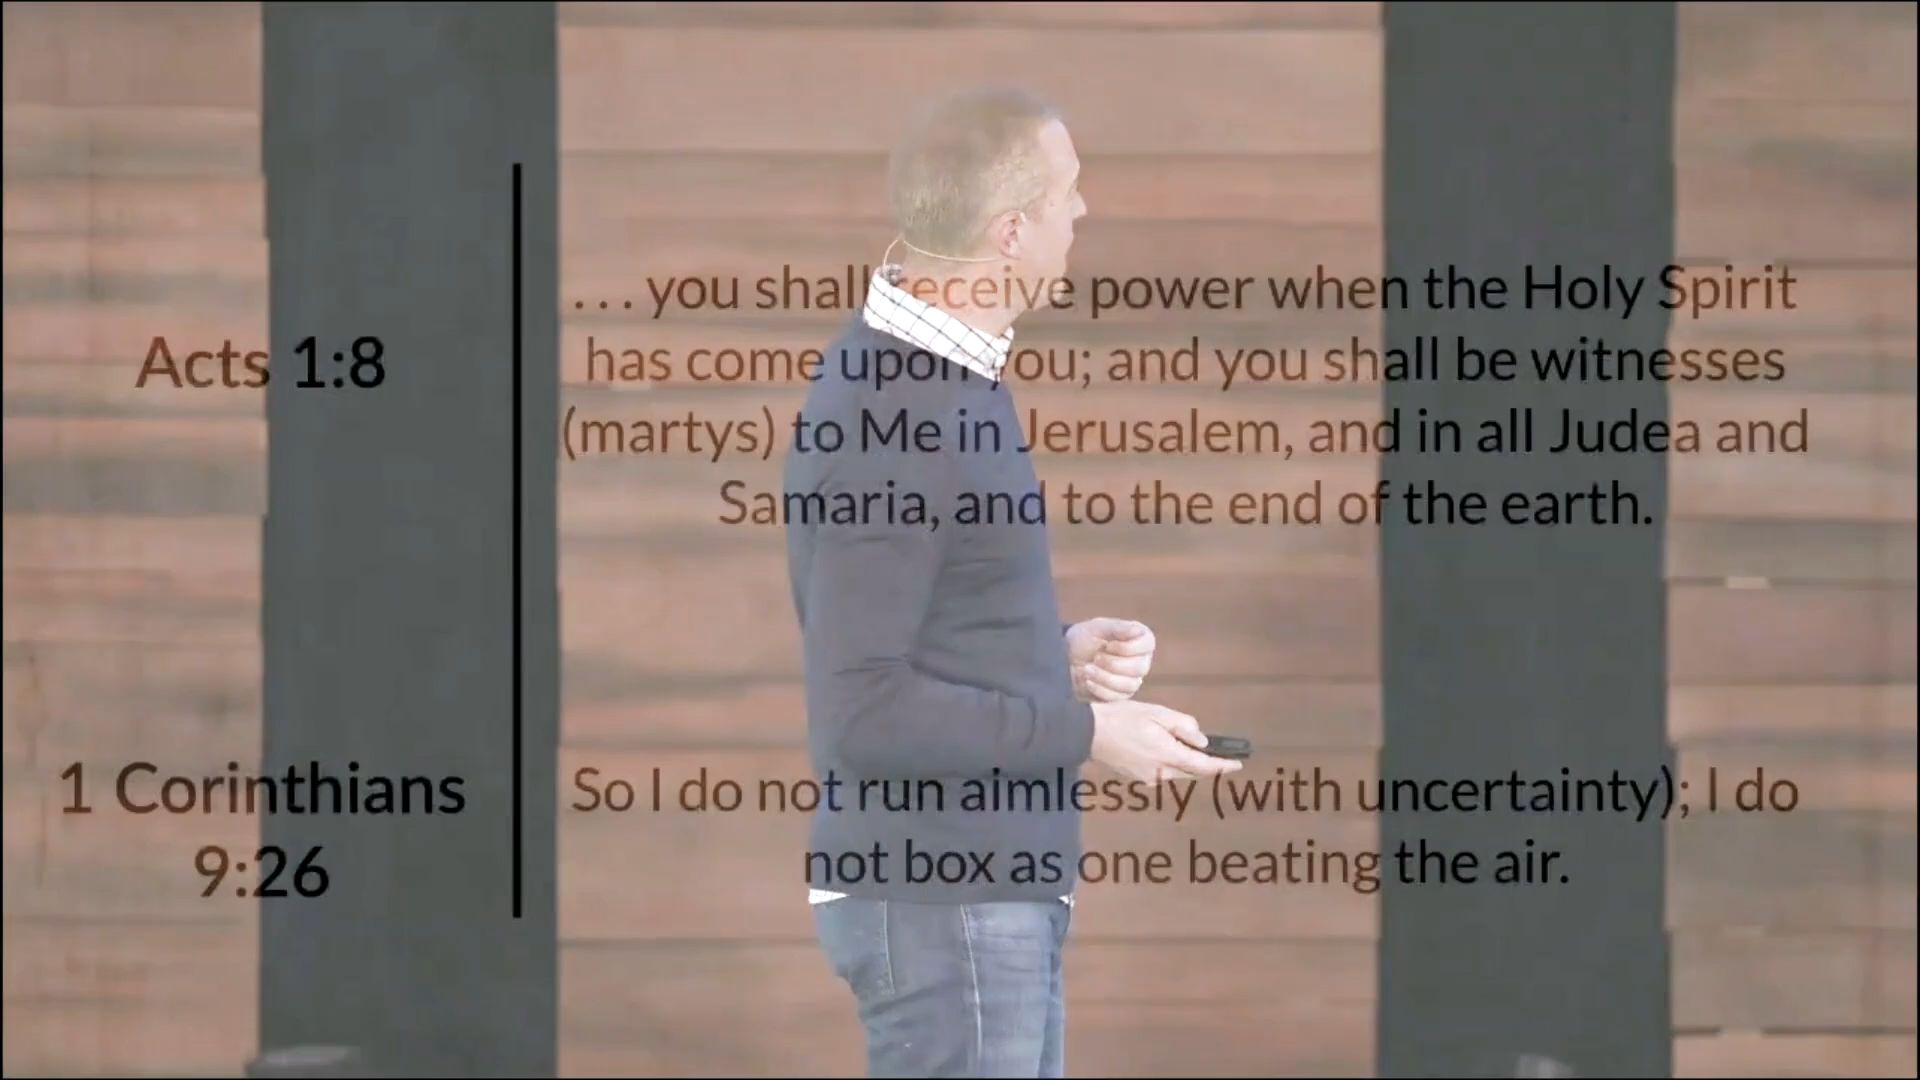 Acts 1:8
. . . you shall receive power when the Holy Spirit
has come upon you; and you shall be witnesses
(martys) to Me in Jerusalem, and in all Judea and
Samaria, and to the end of the earth.
1 Corinthians
9:26
So I do not run aimlessly (with uncertainty); I do
not box as one beating the air.